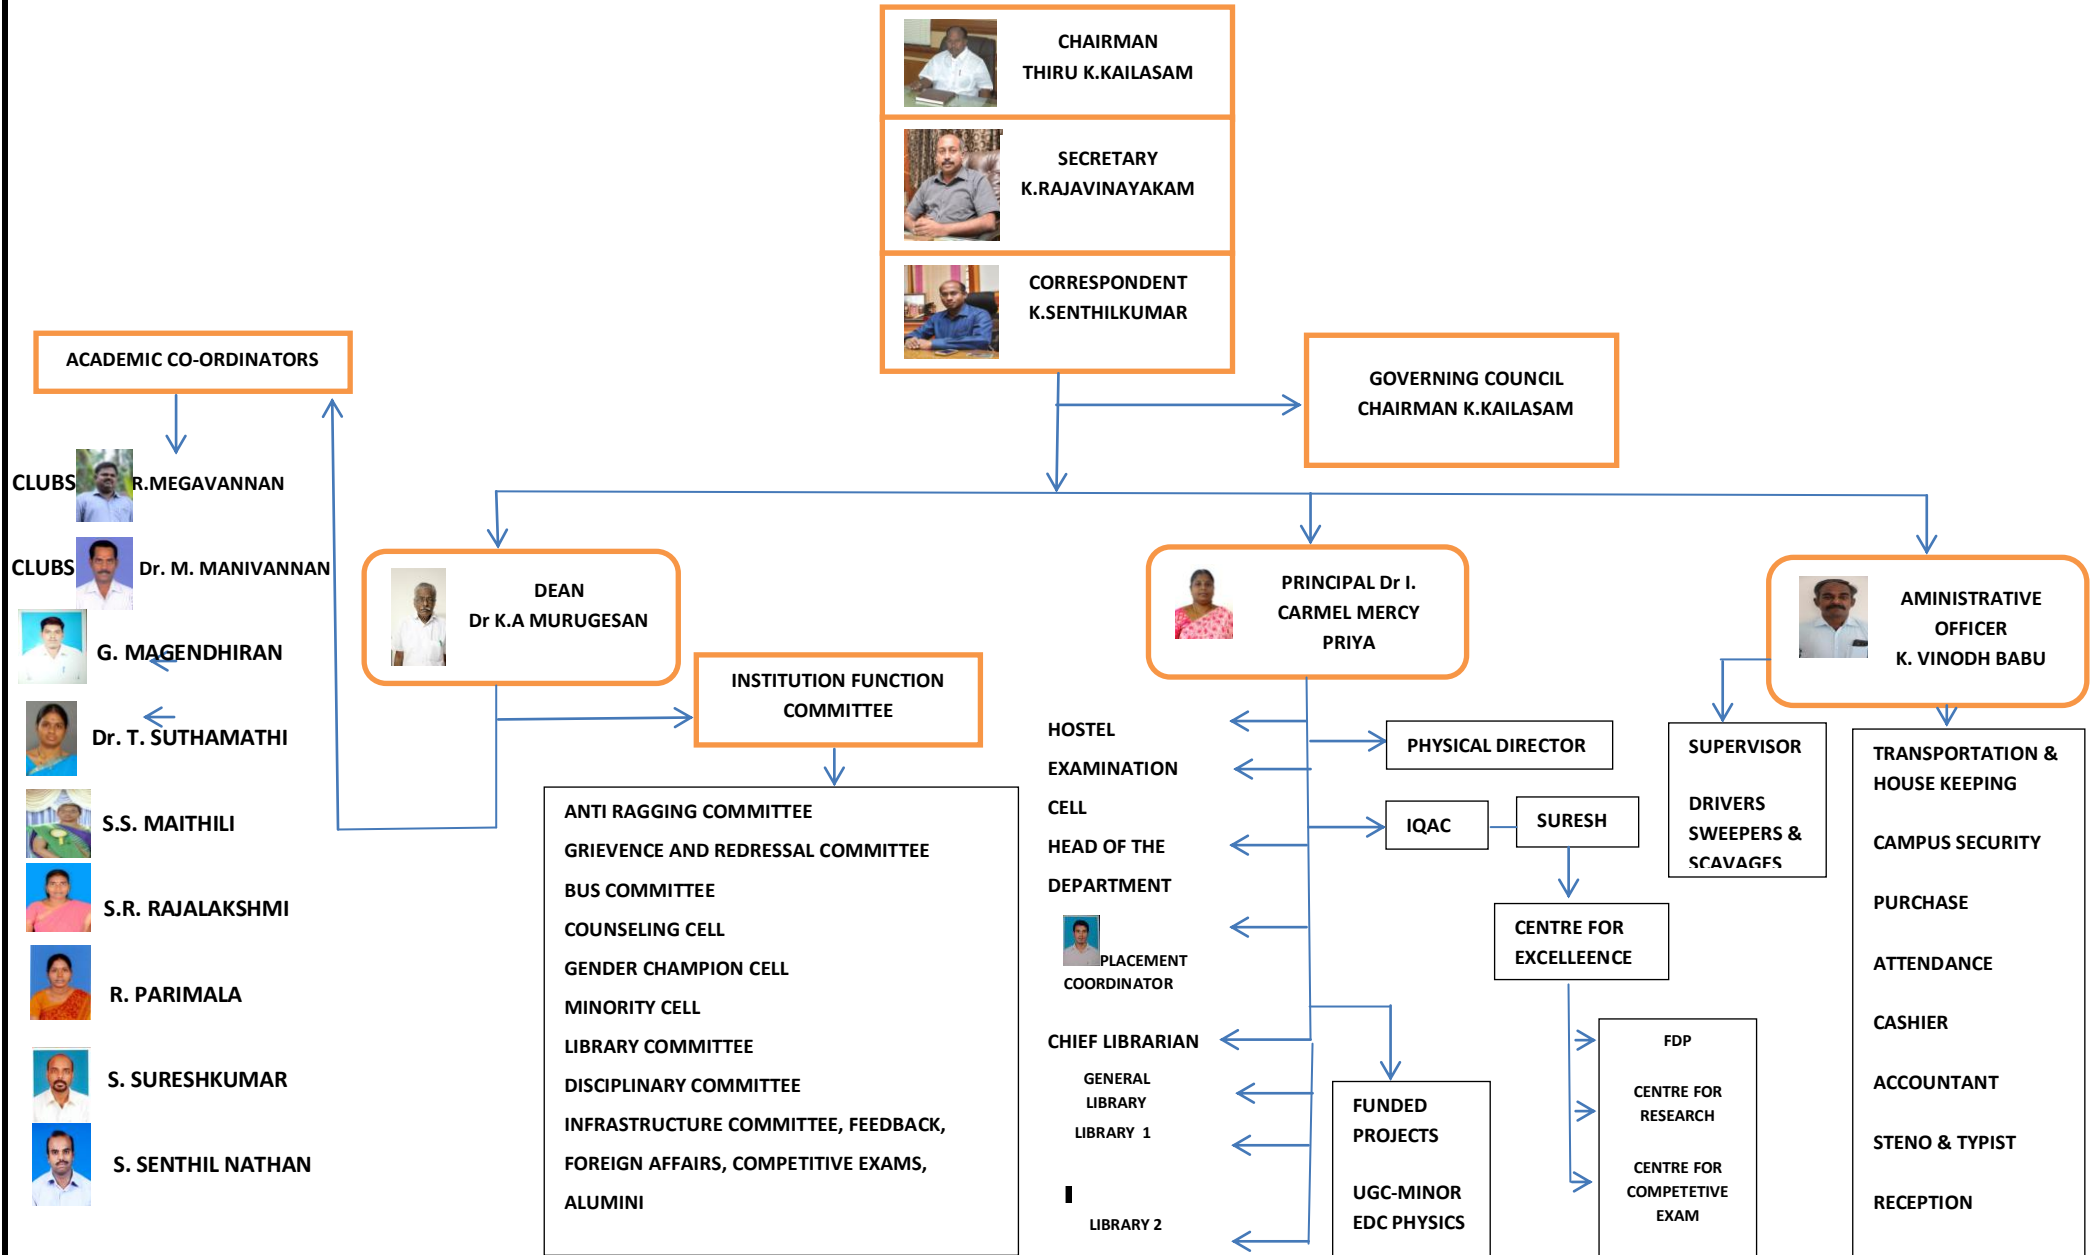 CHAIRMAN
THIRU K.KAILASAM
SECRETARY
K.RAJAVINAYAKAM
CORRESPONDENT
K.SENTHILKUMAR
GOVERNING COUNCIL
CHAIRMAN K.KAILASAM
ACADEMIC CO-ORDINATORS
CLUBS R.MEGAVANNAN
CLUBS Dr. M. MANIVANNAN
G. MAGENDHIRAN
Dr. T. SUTHAMATHI
S.S. MAITHILI
S.R. RAJALAKSHMI
R. PARIMALA
S. SURESHKUMAR
S. SENTHIL NATHAN
DEAN
Dr K.A MURUGESAN
INSTITUTION FUNCTION
COMMITTEE
ANTI RAGGING COMMITTEE
GRIEVENCE AND REDRESSAL COMMITTEE
BUS COMMITTEE
COUNSELING CELL
GENDER CHAMPION CELL
MINORITY CELL
LIBRARY COMMITTEE
DISCIPLINARY COMMITTEE
INFRASTRUCTURE COMMITTEE, FEEDBACK,
FOREIGN AFFAIRS, COMPETITIVE EXAMS,
ALUMINI
PRINCIPAL Dr I.
CARMEL MERCY
PRIYA
HOSTEL
EXAMINATION
CELL
HEAD OF THE
DEPARTMENT
PLACEMENT
COORDINATOR
CHIEF LIBRARIAN
GENERAL
LIBRARY
LIBRARY 1
LIBRARY 2
PHYSICAL DIRECTOR
IQAC
SURESH
CENTRE FOR
EXCELLEENCE
FDP
CENTRE FOR
RESEARCH
CENTRE FOR
COMPETETIVE
EXAM
FUNDED
PROJECTS
UGC-MINOR
EDC PHYSICS
AMINISTRATIVE
OFFICER
K. VINODH BABU
SUPERVISOR
DRIVERS
SWEEPERS &
SCAVAGES
TRANSPORTATION &
HOUSE KEEPING
CAMPUS SECURITY
PURCHASE
ATTENDANCE
CASHIER
ACCOUNTANT
STENO & TYPIST
RECEPTION